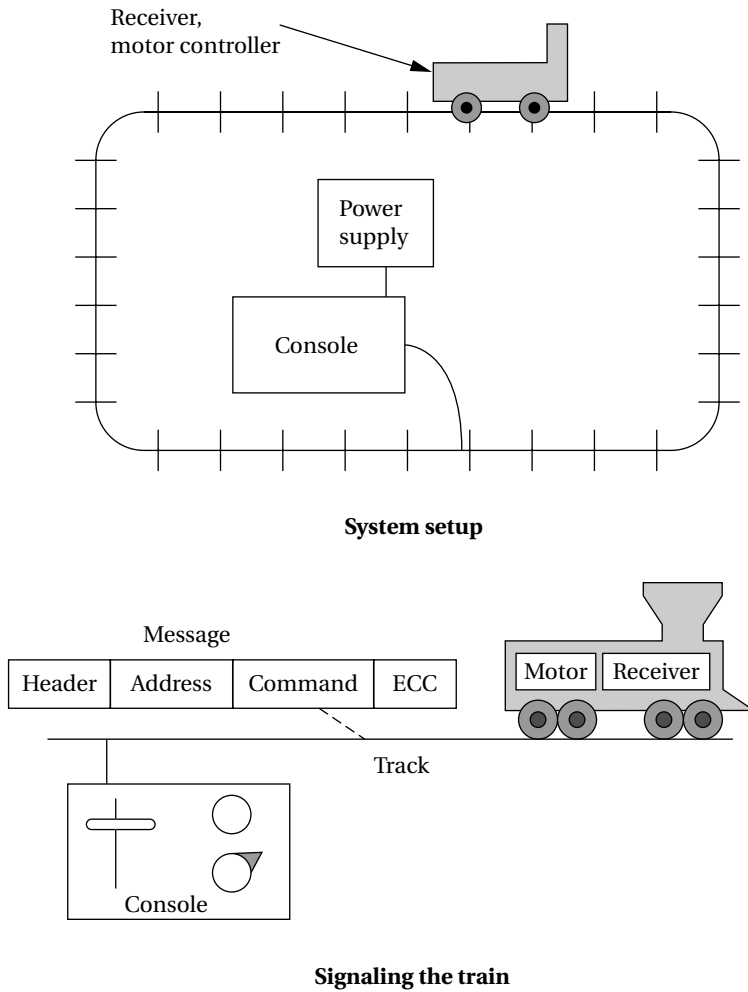 Receiver,
motor controller
Power
supply
Console
System setup
Message
Header Address Command ECC
Motor Receiver
Track
Console
Signaling the train